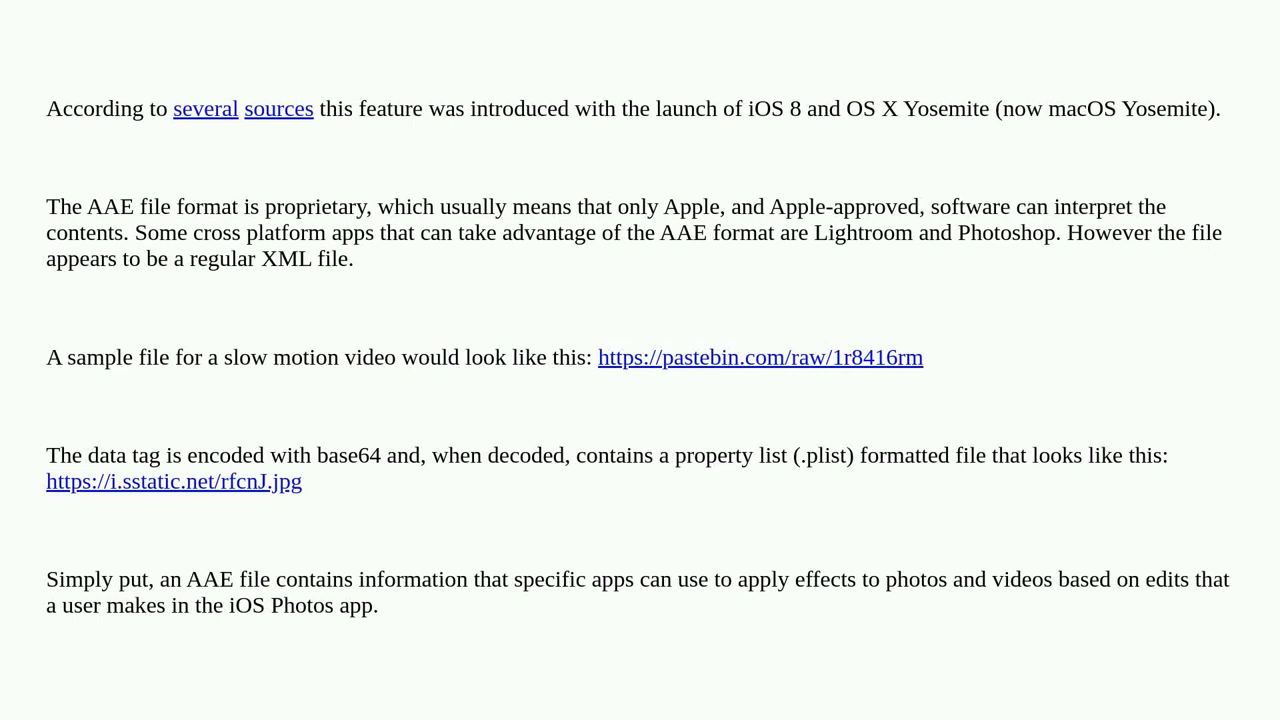 According to several sources this feature was introduced with the launch of iOS 8 and OS X Yosemite (now macOS Yosemite).
The AAE file format is proprietary, which usually means that only Apple, and Apple-approved, software can interpret the
contents. Some cross platform apps that can take advantage of the AAE format are Lightroom and Photoshop. However the file
appears to be a regular XML file.
A sample file for a slow motion video would look like this: https://pastebin.com/raw/1r8416rm
The data tag is encoded with base64 and, when decoded, contains a property list (.plist) formatted file that looks like this:
https://i.sstatic.net/rfcnJ.jpg
Simply put, an AAE file contains information that specific apps can use to apply effects to photos and videos based on edits that
a user makes in the iOS Photos app.